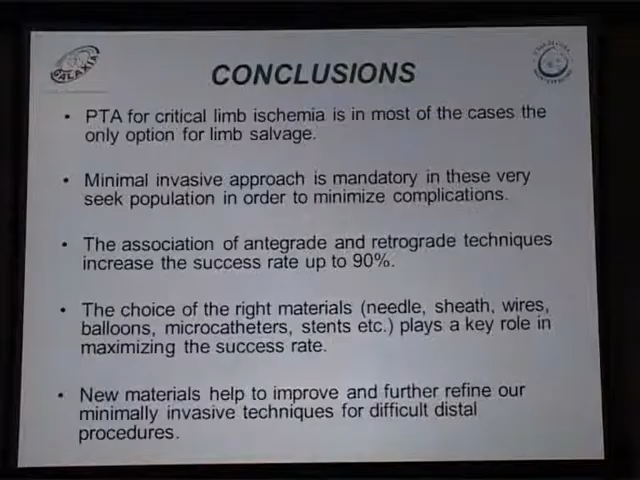 GALAXIA
CONCLUSIONS
• PTA for critical limb ischemia is in most of the cases the
only option for limb salvage.
• Minimal invasive approach is mandatory in these very
seek population in order to minimize complications.
• The association of antegrade and retrograde techniques
increase the success rate up to 90%.
• The choice of the right materials (needle, sheath, wires,
balloons, microcatheters, stents etc.) plays a key role in
maximizing the success rate.
• New materials help to improve and further refine our
minimally invasive techniques for difficult distal
procedures.